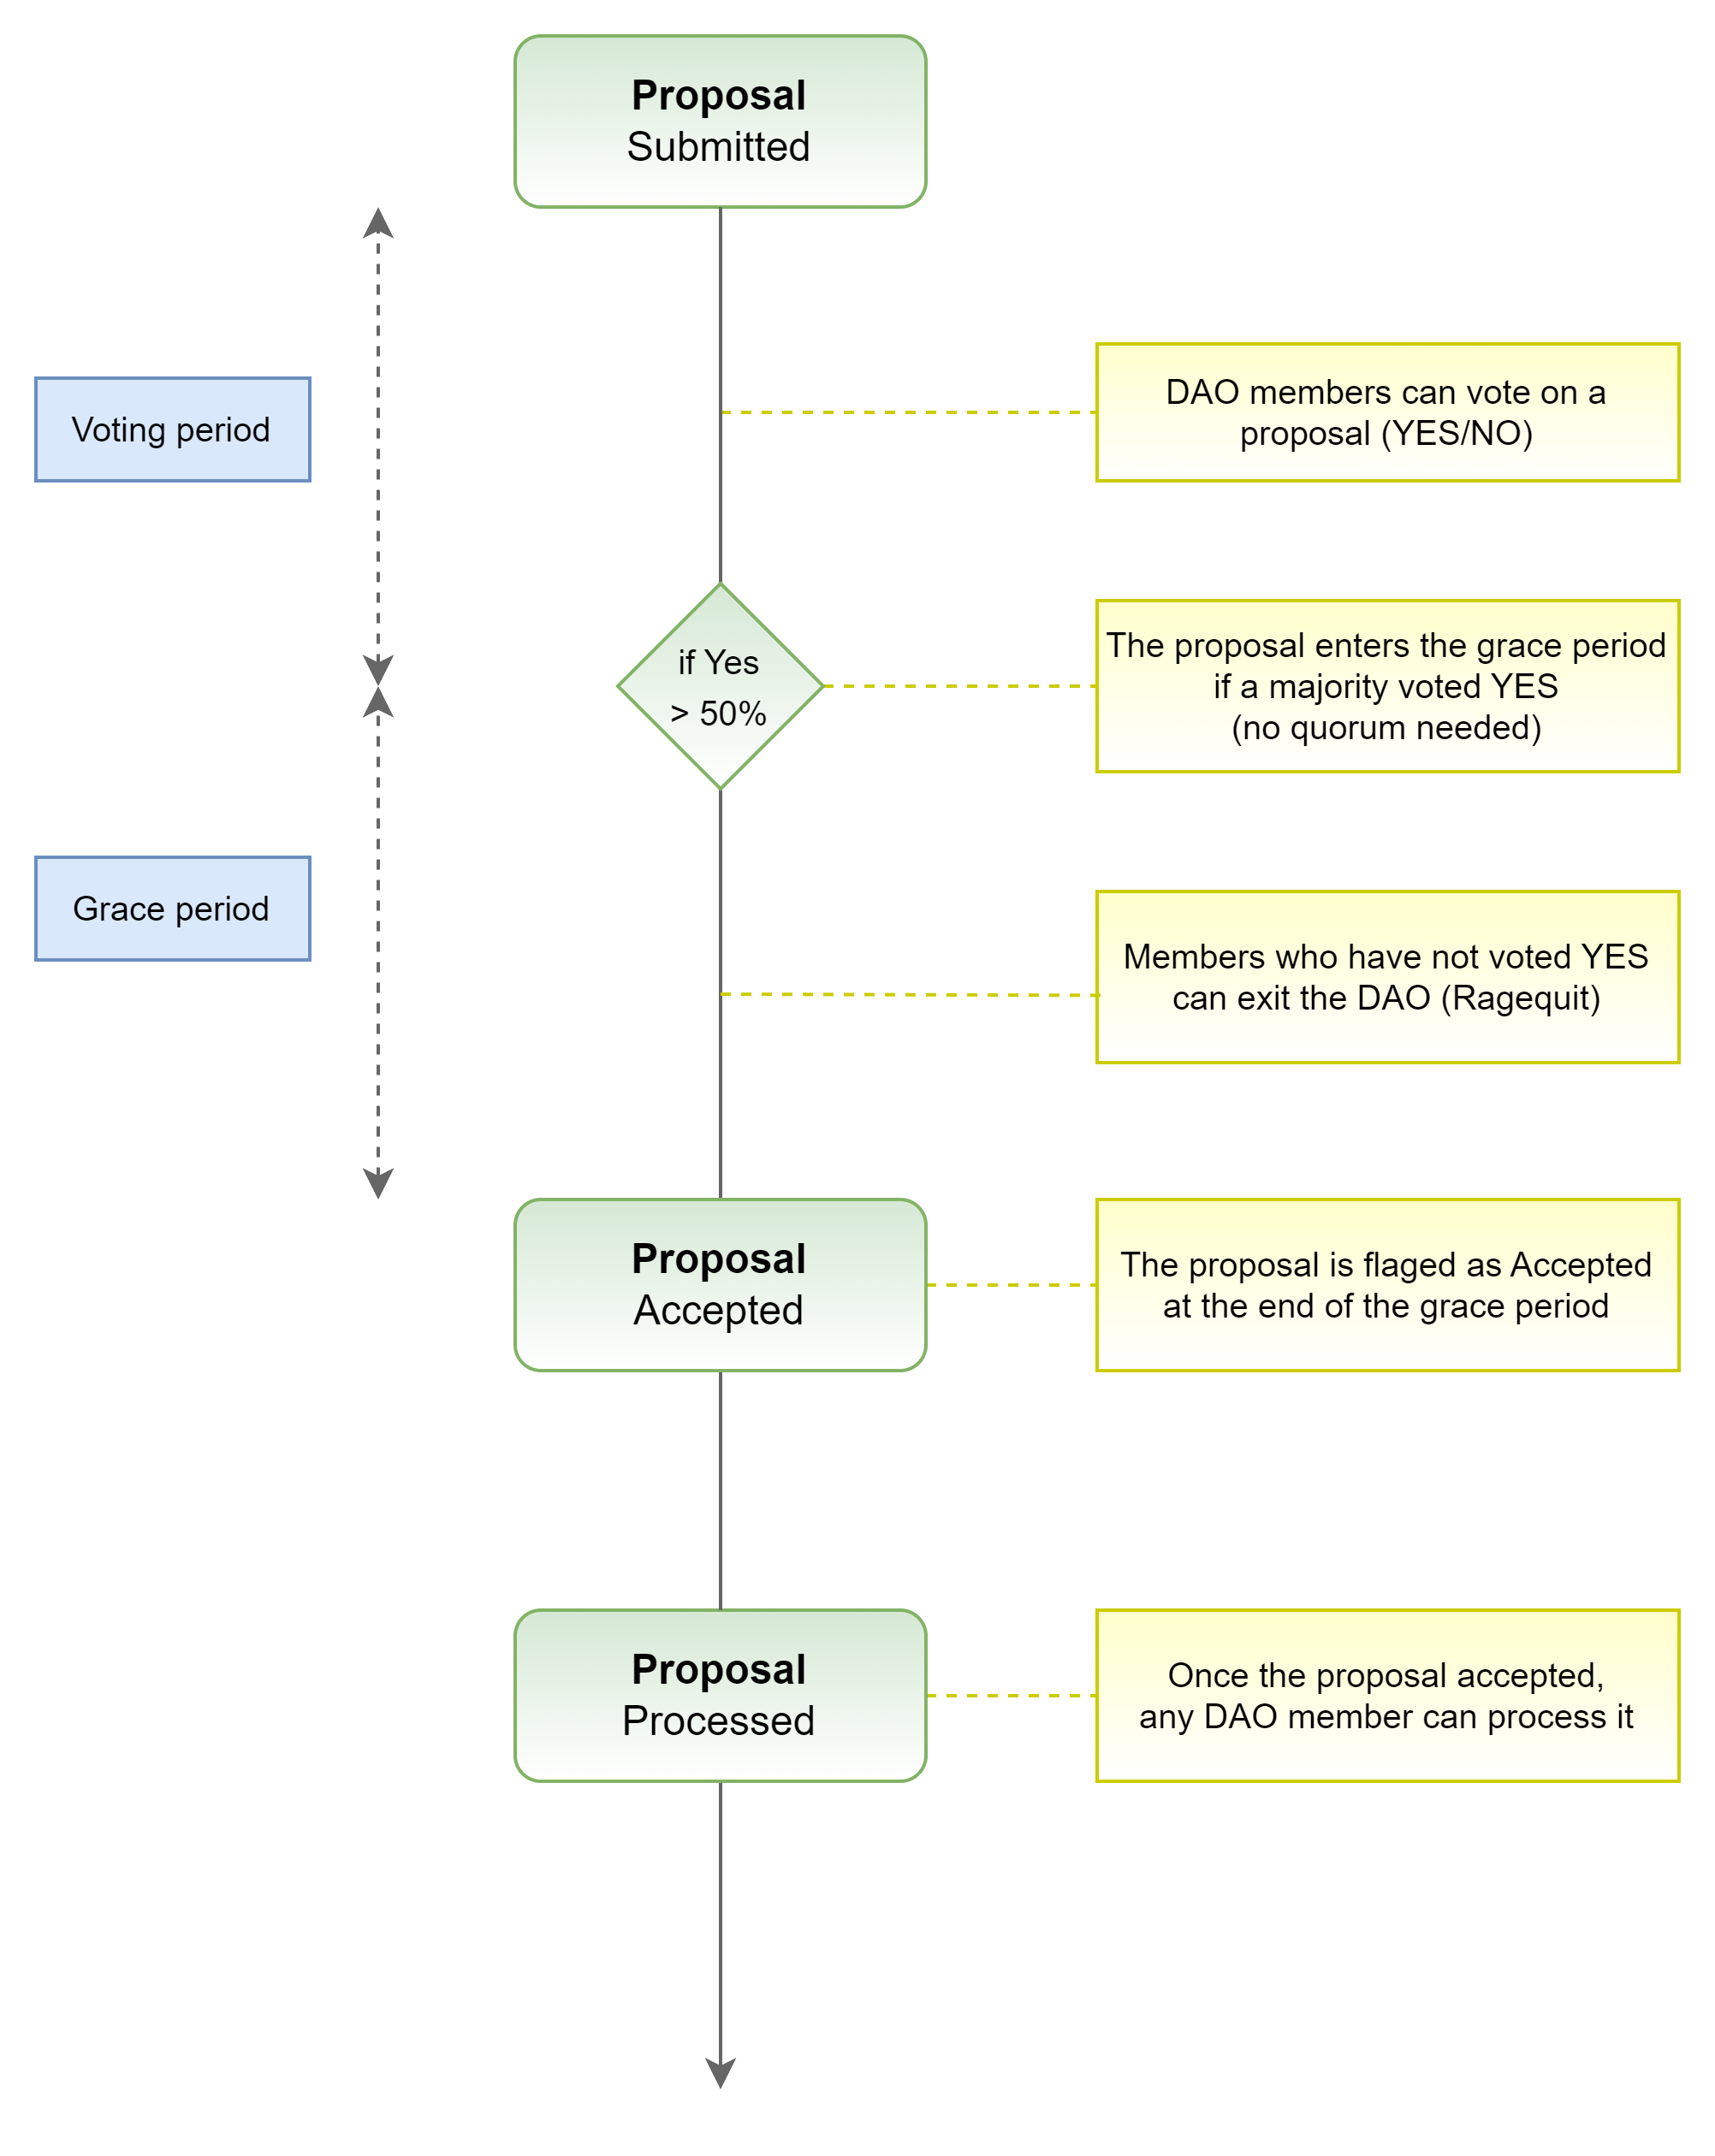 Proposal
Submitted
Voting period
DAO members can vote on a
proposal (YES/NO)
if Yes
> 50%
The proposal enters the grace period
if a majority voted YES
(no quorum needed)
Grace period
Members who have not voted YES
can exit the DAO (Ragequit)
Proposal
Accepted
The proposal is flaged as Accepted
at the end of the grace period
Proposal
Processed
Once the proposal accepted,
any DAO member can process it